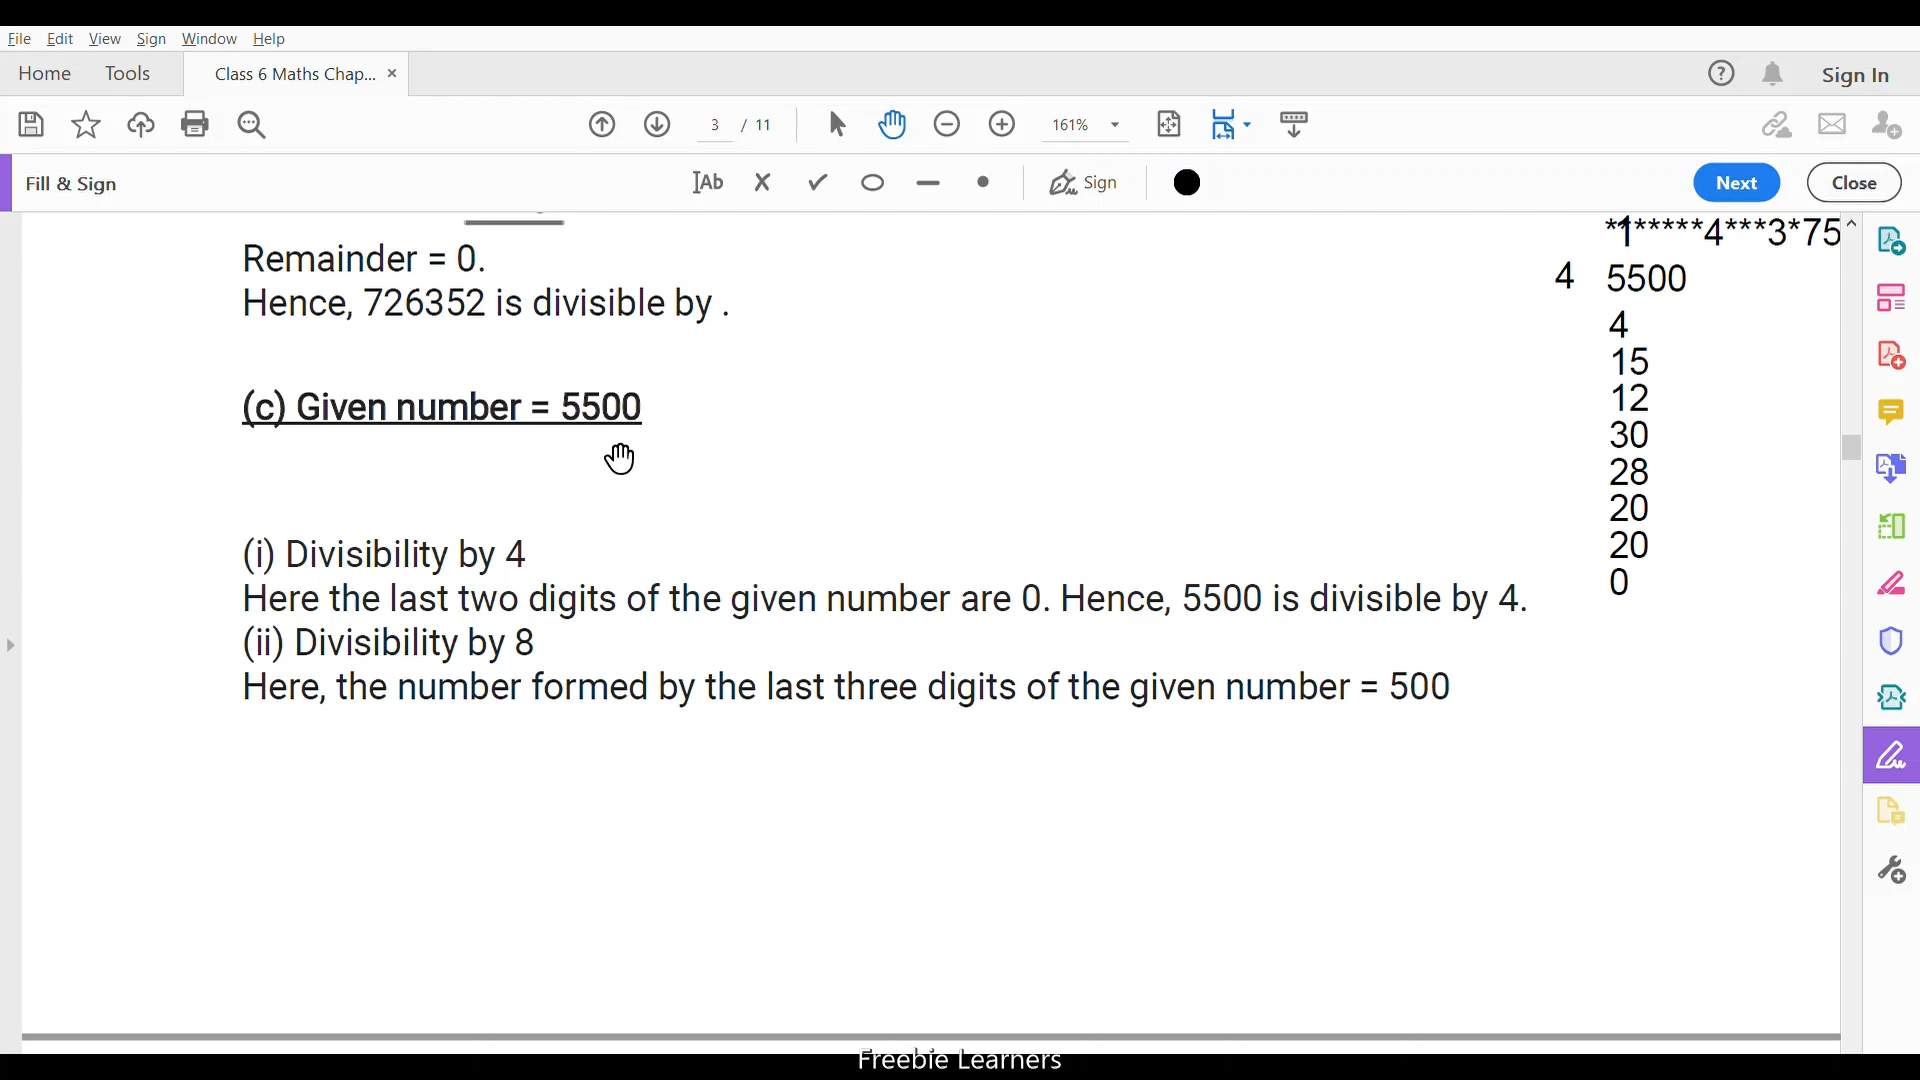 File Edit View Sign Window Help
Home Tools Class 6 Maths Chap... × Sign In
3 / 11 161%
Fill & Sign Ab Sign Next Close
*1*****4***3*75
Remainder = 0.
4 5500
Hence, 726352 is divisible by .
4
15
(c) Given number = 5500
12
30
28
20
(i) Divisibility by 4
20
Here the last two digits of the given number are 0. Hence, 5500 is divisible by 4.
0
(ii) Divisibility by 8
Here, the number formed by the last three digits of the given number = 500
Freebie Learners